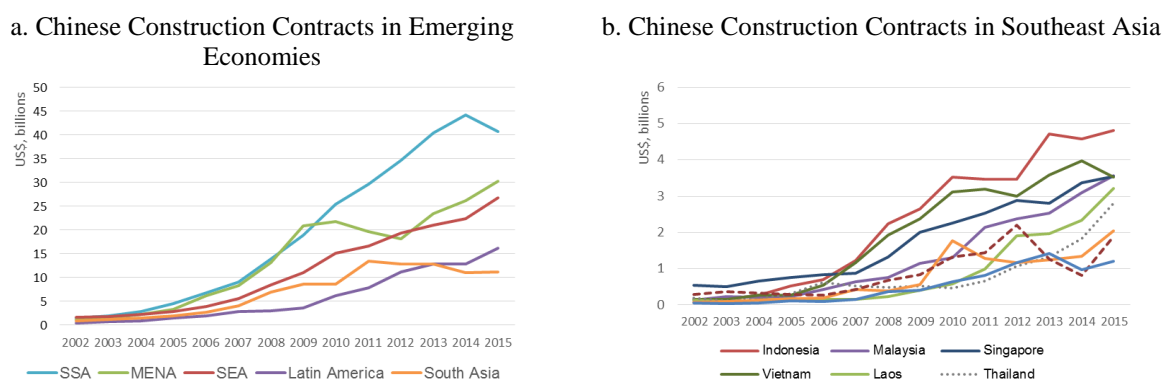 a. Chinese Construction Contracts in Emerging
Economies
US$, billions
50
45
40
35
30
25
20
15
10
5
0
2002 2003 2004 2005 2006 2007 2008 2009 2010 2011 2012 2013 2014 2015
SSA MENA SEA Latin America South Asia
b. Chinese Construction Contracts in Southeast Asia
US$, billions
6
5
4
3
2
1
0
2002 2003 2004 2005 2006 2007 2008 2009 2010 2011 2012 2013 2014 2015
Indonesia Malaysia Singapore
Vietnam Laos Thailand